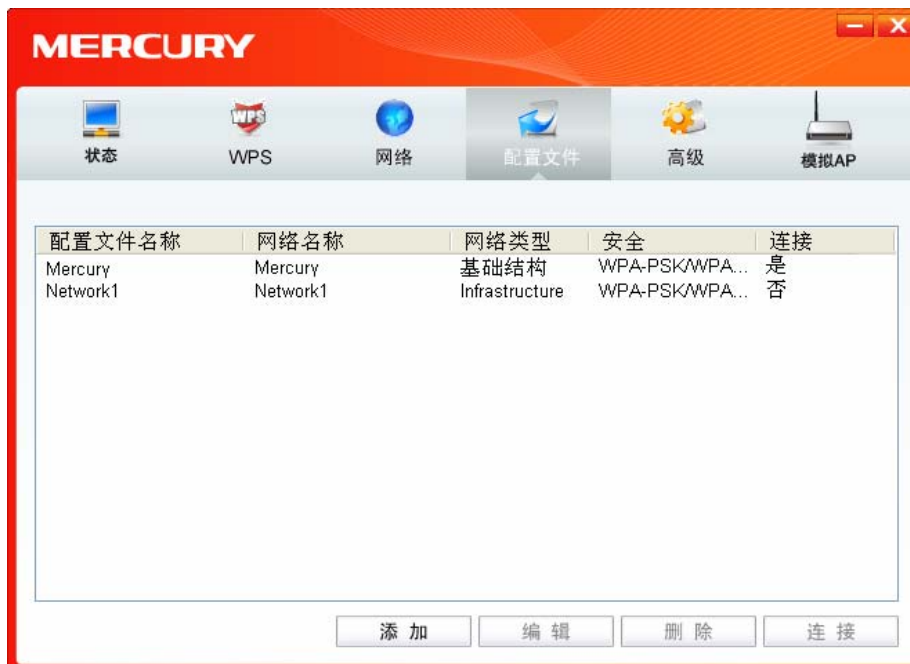 MERCURY
状态 WPS 网络 配置文件 高级 模拟AP
WPS
配置文件名称 网络名称 网络类型 安全 连接
Mercury Mercury 基础结构 WPA-PSK/WPA... 是
Network1 Network1 Infrastructure WPA-PSK/WPA... 否
添加 编辑 删除 连接